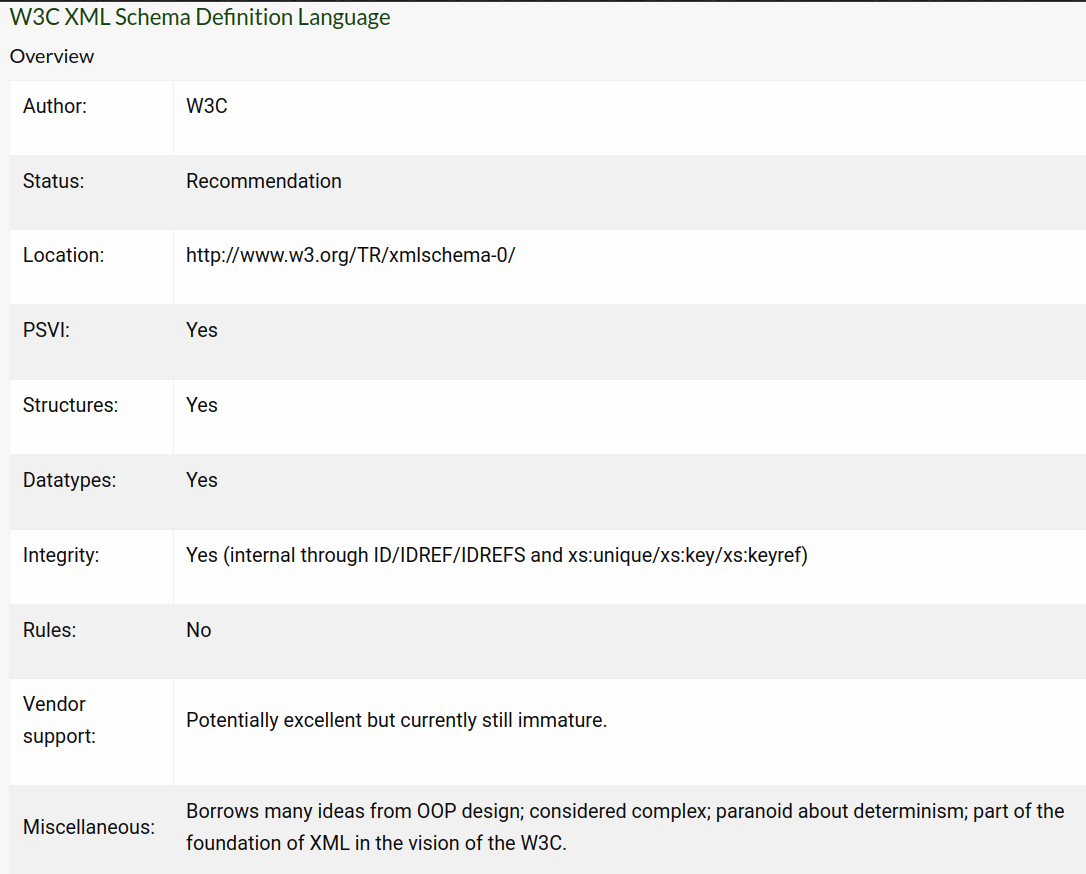 W3C XML Schema Definition Language
Overview
Author: W3C
Status: Recommendation
Location: http://www.w3.org/TR/xmlschema-0/
PSVI: Yes
Structures: Yes
Datatypes: Yes
Integrity: Yes (internal through ID/IDREF/IDREFS and xs:unique/xs:key/xs:keyref)
Rules: No
Vendor
support:
Potentially excellent but currently still immature.
Miscellaneous:
Borrows many ideas from OOP design; considered complex; paranoid about determinism; part of the
foundation of XML in the vision of the W3C.